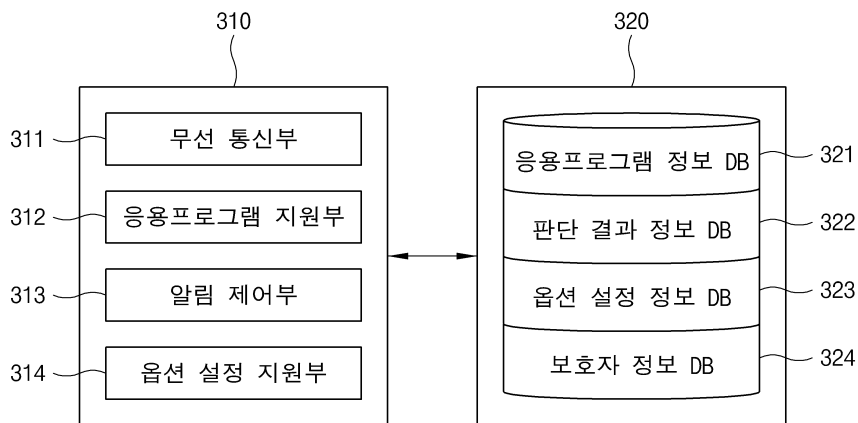 310
320
311
무선 통신부
312
응용프로그램 지원부
313
알림 제어부
314
옵션 설정 지원부
응용프로그램 정보 DB
321
판단 결과 정보 DB
322
옵션 설정 정보 DB
323
보호자 정보 DB
324